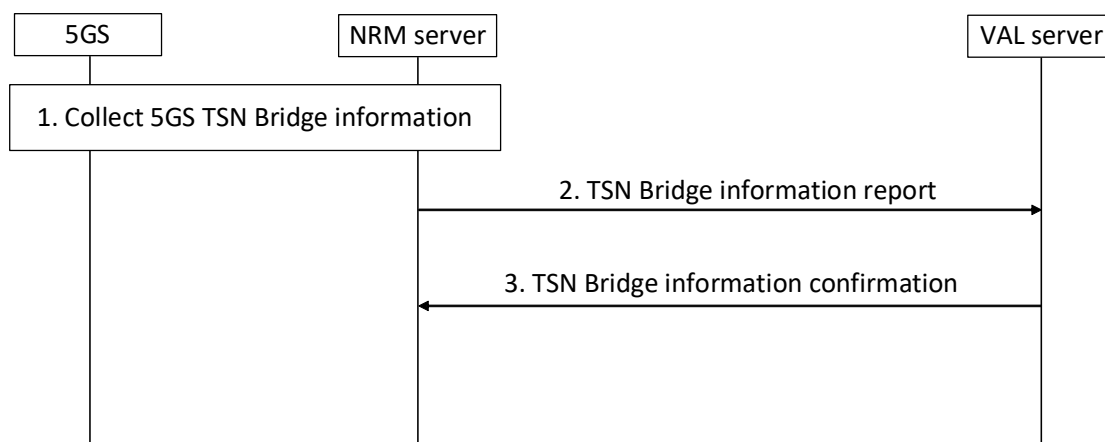 5GS
NRM server
VAL server
1. Collect 5GS TSN Bridge information
2. TSN Bridge information report
3. TSN Bridge information confirmation